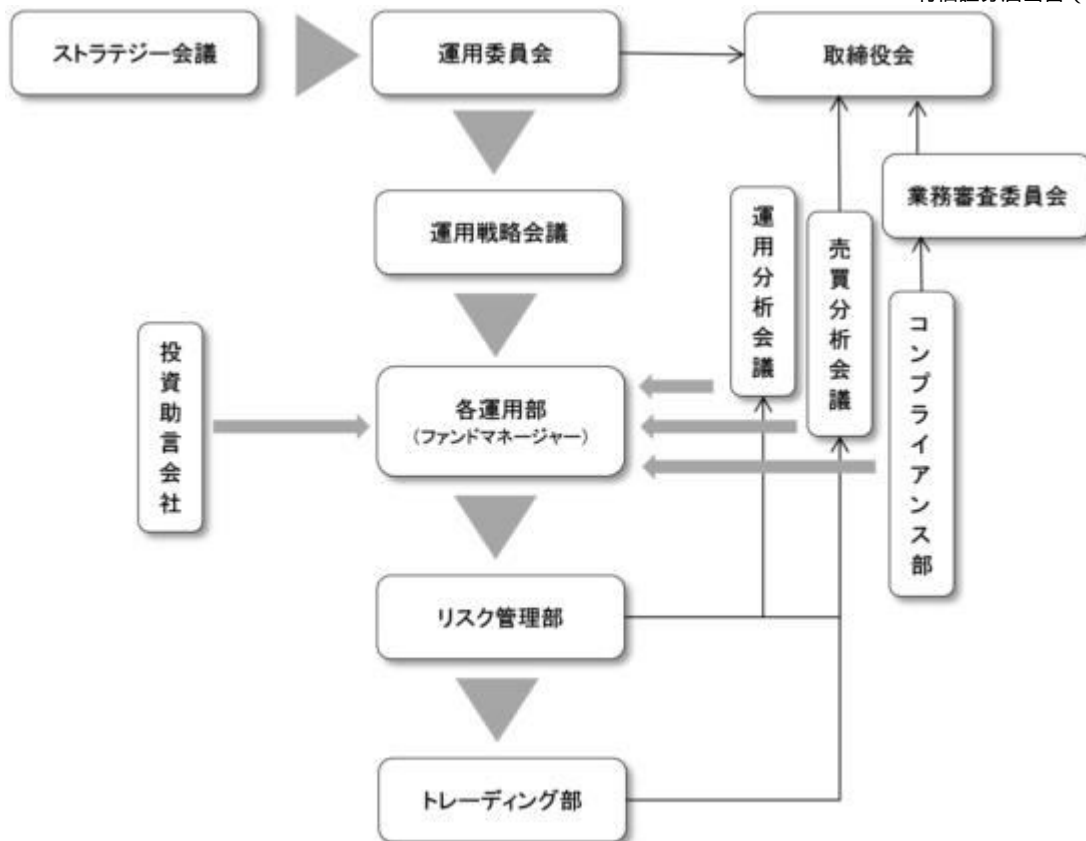 ストラテジー会議
運用委員会
取締役会
業務審査委員会
運用戦略会議
運用分析会議
売買分析会議
コンプライアンス部
投資助言会社
各運用部
(ファンドマネージャー)
リスク管理部
トレーディング部